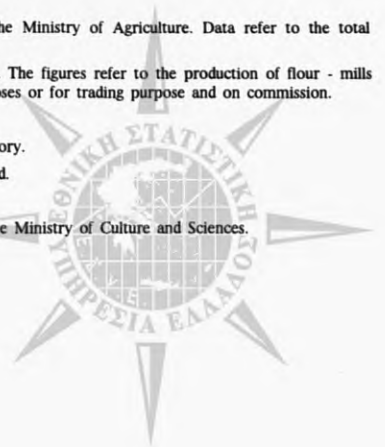 he Ministry of Agriculture. Data refer to the total
The figures refer to the production of flour - mills
oses or for trading purpose and on commission.
ory.
d.
e Ministry of Culture and Sciences.
ΕΘΝΙΚΗ ΣΤΑΤΙΣΤΙΚΗ
ΥΠΗΡΕΣΙΑ ΕΛΛΑΔΟΣ
Ε Σ Υ Ε